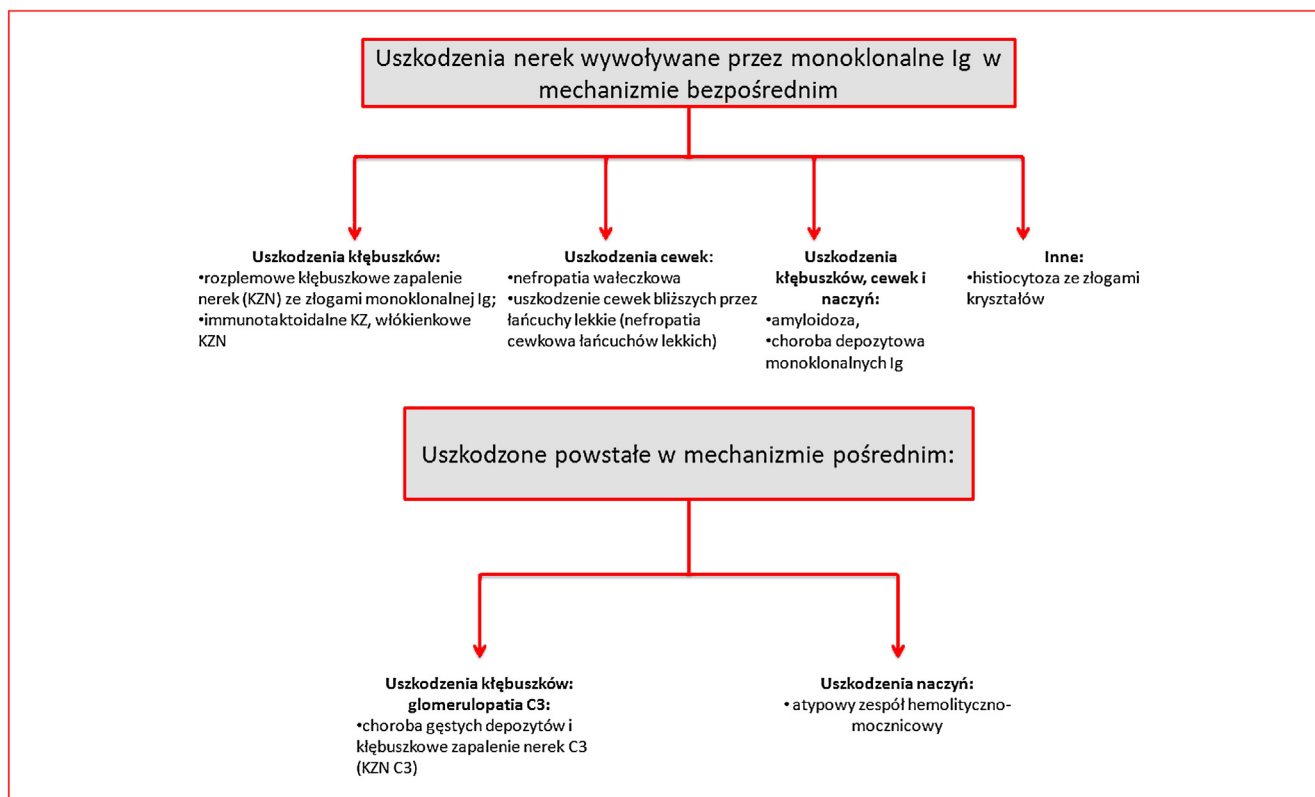 Uszkodzenia nerek wywoływane przez monoklonalne Ig w
mechanizmie bezpośrednim
Uszkodzenia kłębuszków:
•rozplemowe kłębuszkowe zapalenie
nerek (KZN) ze złogami monoklonalnej Ig;
•immunotaktoidalne KZ, włókienkowe
KZN
Uszkodzenia cewek:
•nefropatia wałeczkowa
•uszkodzenie cewek bliższych przez
łańcuchy lekkie (nefropatia
cewkowa łańcuchów lekkich)
Uszkodzenia
kłębuszków, cewek i
naczyń:
•amyloidoza,
•choroba depozytowa
monoklonalnych Ig
Inne:
•histiocytoza ze złogami
kryształów
Uszkodzone powstałe w mechanizmie pośrednim:
Uszkodzenia kłębuszków:
glomerulopatia C3:
•choroba gęstych depozytów i
kłębuszkowe zapalenie nerek C3
(KZN C3)
Uszkodzenia naczyń:
• atypowy zespół hemolityczno-
mocznicowy